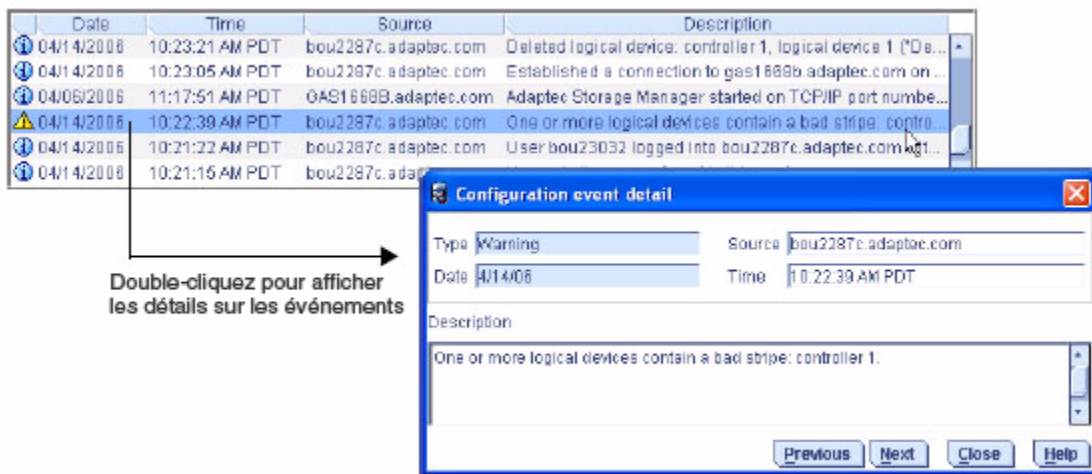 Date Time Source Description
04/14/2006 10:23:21 AM PDT bou2287c.adaptec.com Deleted logical device: controller 1, logical device 1 ("De...
04/14/2006 10:23:05 AM PDT bou2287c.adaptec.com Established a connection to gas1669b.adaptec.com on ...
04/06/2006 11:17:51 AM PDT GAS1668B.adaptec.com Adaptec Storage Manager started on TCP/IP port numbe...
04/14/2006 10:22:39 AM PDT bou2287c.adaptec.com One or more logical devices contain a bad stripe: contro...
04/14/2006 10:21:22 AM PDT bou2287c.adaptec.com User bou23032 logged into bou2287c.adaptec.com
04/14/2006 10:21:15 AM PDT
Configuration event detail
Type Warning Source bou2287c.adaptec.com
Date 4/14/06 Time 10:22:39 AM PDT
Double-cliquez pour afficher
les détails sur les événements
Description
One or more logical devices contain a bad stripe: controller 1.
Previous Next Close Help